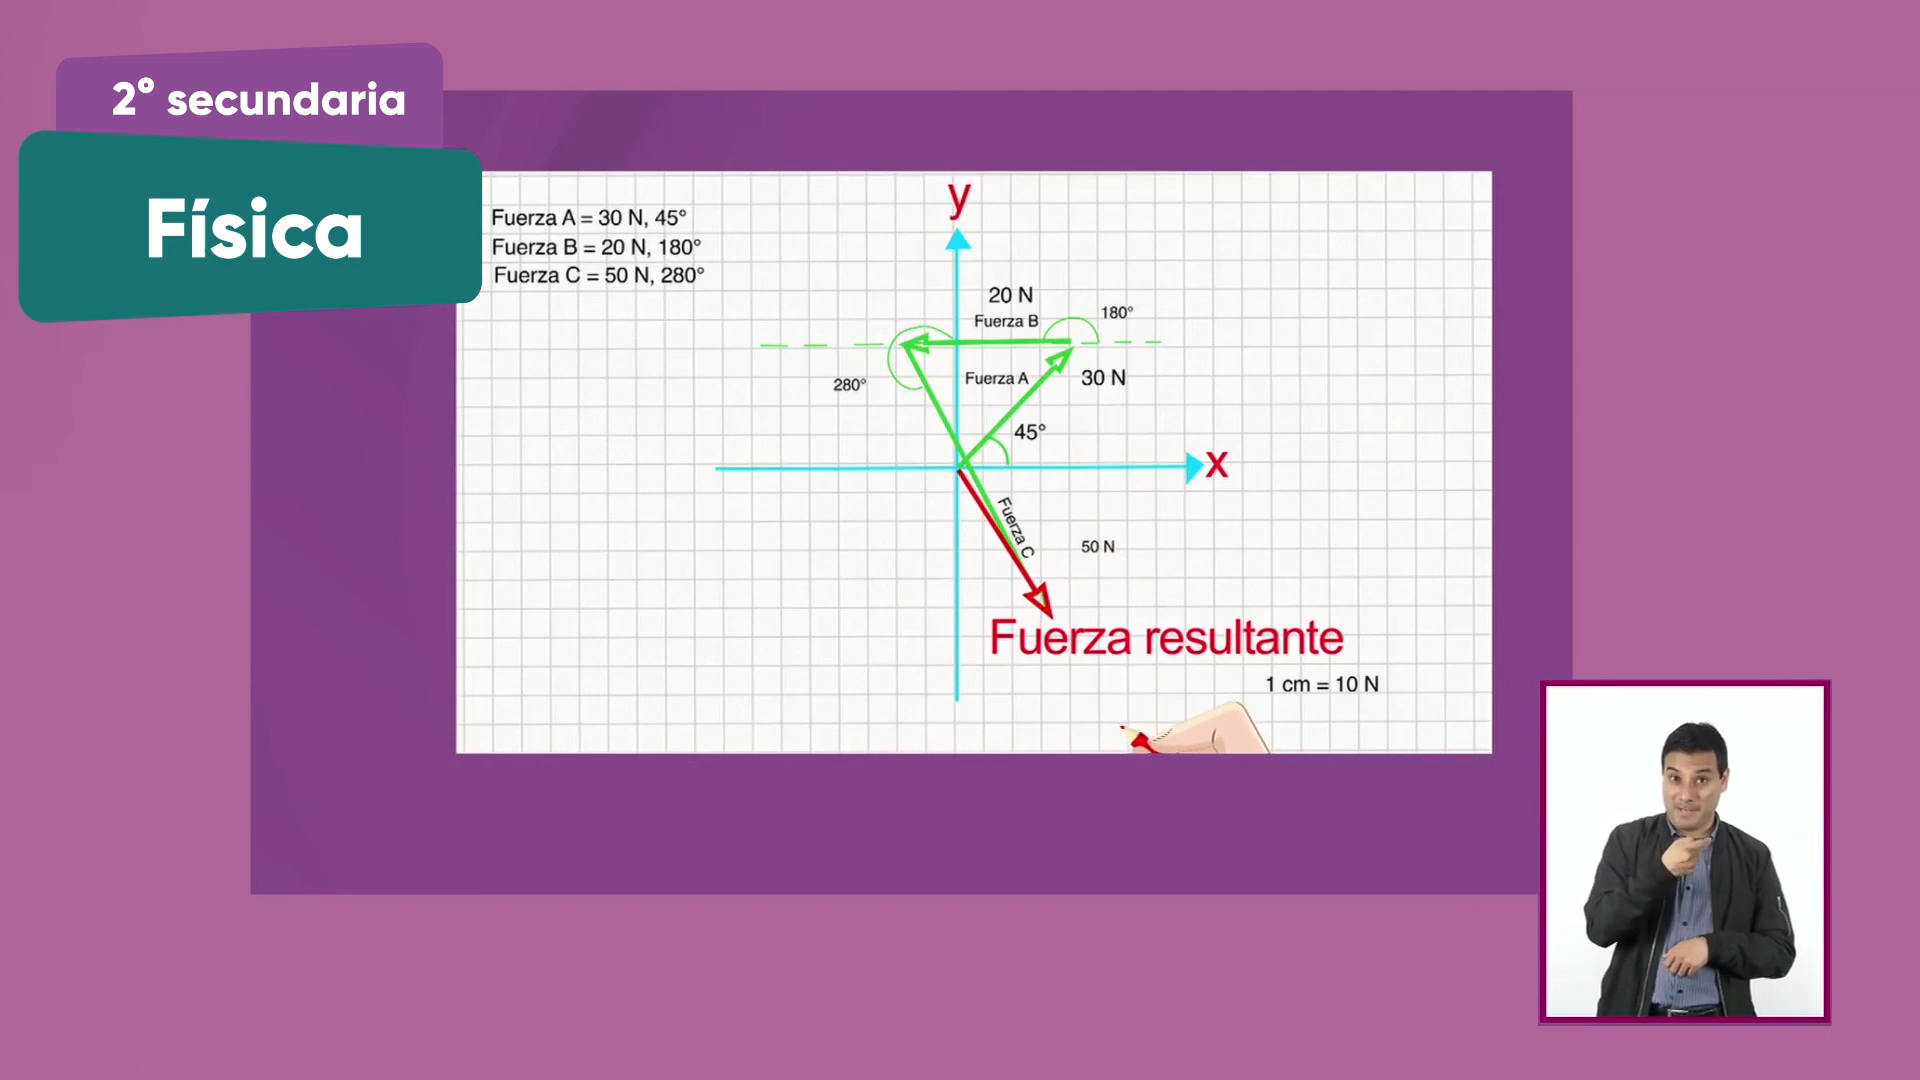 2° secundaria
Física
Fuerza A = 30 N, 45°
Fuerza B = 20 N, 180°
Fuerza C = 50 N, 280°
y
20 N
Fuerza B
180°
280°
Fuerza A
30 N
45°
x
Fuerza C
50 N
Fuerza resultante
1 cm = 10 N